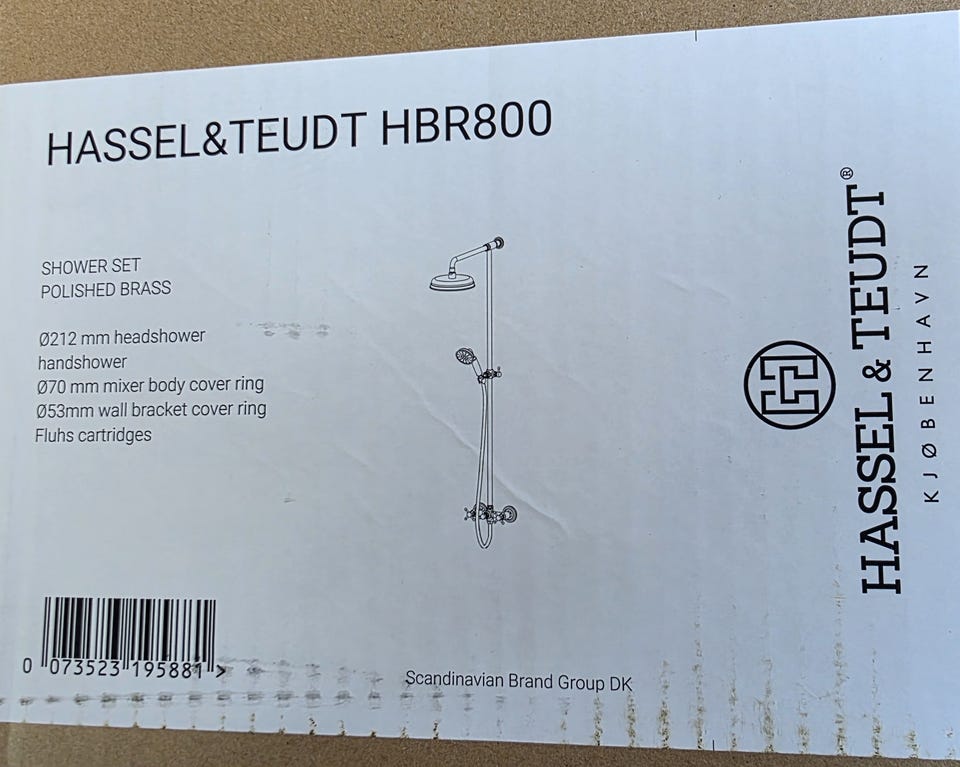 HASSEL&TEUDT HBR800
SHOWER SET
POLISHED BRASS
Ø212 mm headshower
handshower
Ø70 mm mixer body cover ring
Ø53mm wall bracket cover ring
Fluhs cartridges
0 073523 195881 >
Scandinavian Brand Group DK
HASSEL & TEUDT®
KJØBENHAVN